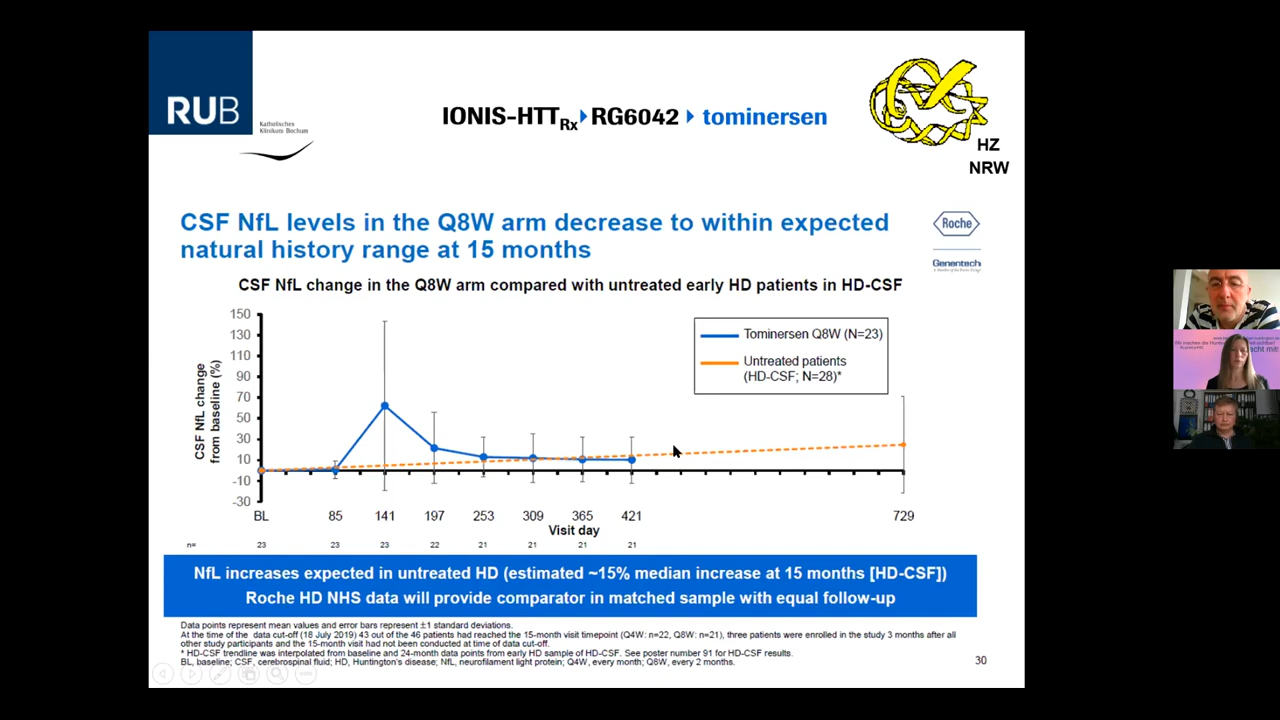 RUB
Katholisches
Klinikum Bochum
IONIS-HTTRx RG6042 tominersen
HZ
NRW
CSF NfL levels in the Q8W arm decrease to within expected
natural history range at 15 months
Roche
Genentech
CSF NfL change in the Q8W arm compared with untreated early HD patients in HD-CSF
CSF NfL change
from baseline (%)
150
130
110
90
70
50
30
10
-10
-30
Tominersen Q8W (N=23)
Untreated patients
(HD-CSF; N=28)*
BL 85 141 197 253 309 365 421 729
Visit day
n= 23 23 23 22 21 21 21 21
NfL increases expected in untreated HD (estimated ~15% median increase at 15 months [HD-CSF])
Roche HD NHS data will provide comparator in matched sample with equal follow-up
Data points represent mean values and error bars represent ±1 standard deviations.
At the time of the data cut-off (18 July 2019) 43 out of the 46 patients had reached the 15-month visit timepoint (Q4W: n=22, Q8W: n=21), three patients were enrolled in the study 3 months after all
other study participants and the 15-month visit had not been conducted at time of data cut-off.
* HD-CSF trendline was interpolated from baseline and 24-month data points from early HD sample of HD-CSF. See poster number 91 for HD-CSF results.
BL, baseline; CSF, cerebrospinal fluid; HD, Huntington's disease; NfL, neurofilament light protein; Q4W, every month; Q8W, every 2 months.
30